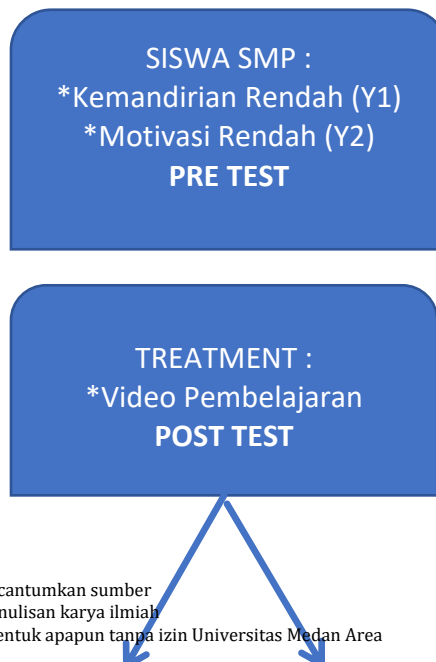 SISWA SMP :
*Kemandirian Rendah (Y1)
*Motivasi Rendah (Y2)
PRE TEST
TREATMENT :
*Video Pembelajaran
POST TEST
cantumkan sumber
nulisan karya ilmiah
entuk apapun tanpa izin Universitas Medan Area